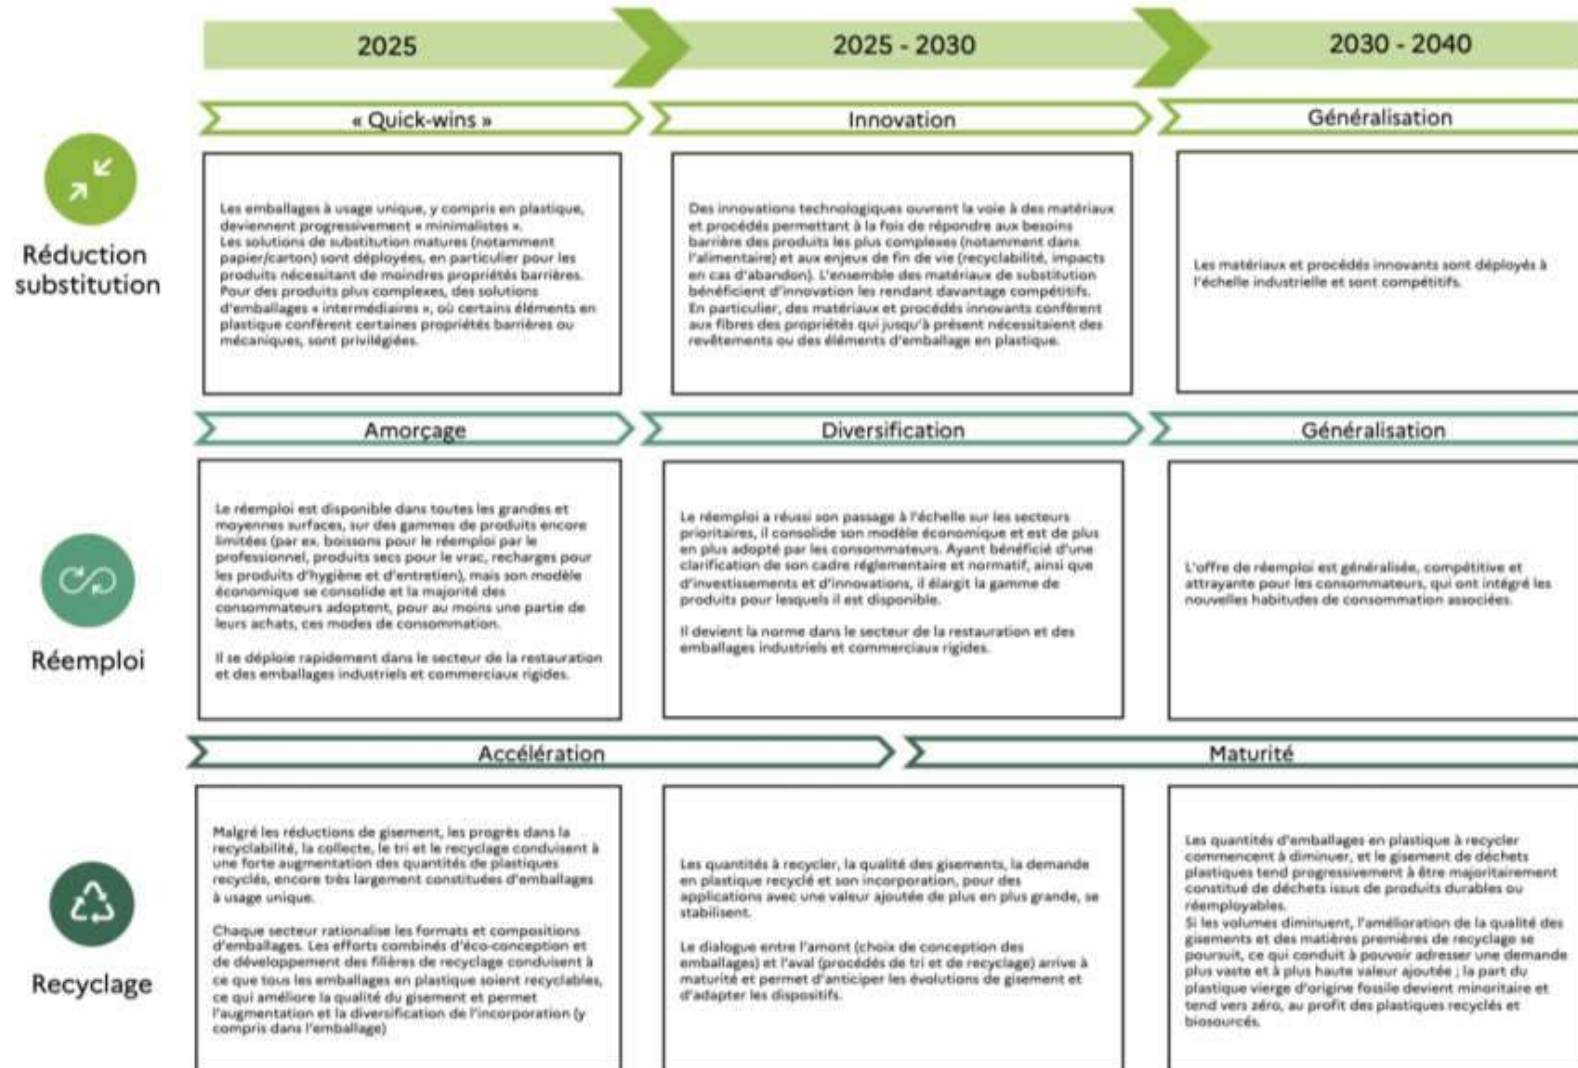 2025
2025 - 2030
2030 - 2040
« Quick-wins »
Innovation
Généralisation
Réduction
substitution
Les emballages à usage unique, y compris en plastique,
deviennent progressivement « minimalistes ».
Les solutions de substitution matures (notamment
papier/carton) sont déployées, en particulier pour les
produits nécessitant de moindres propriétés barrières.
Pour des produits plus complexes, des solutions
d'emballages « intermédiaires », où certains éléments en
plastique confèrent certaines propriétés barrières ou
mécaniques, sont privilégiées.
Des innovations technologiques ouvrent la voie à des matériaux
et procédés permettant à la fois de répondre aux besoins
barrière des produits les plus complexes (notamment dans
l'alimentaire) et aux enjeux de fin de vie (recyclabilité, impacts
en cas d'abandon). L'ensemble des matériaux de substitution
bénéficient d'innovation les rendant davantage compétitifs.
En particulier, des matériaux et procédés innovants confèrent
aux fibres des propriétés qui jusqu'à présent nécessitaient des
revêtements ou des éléments d'emballage en plastique.
Les matériaux et procédés innovants sont déployés à
l'échelle industrielle et sont compétitifs.
Amorçage
Diversification
Généralisation
Réemploi
Le réemploi est disponible dans toutes les grandes et
moyennes surfaces, sur des gammes de produits encore
limitées (par ex. boissons pour le réemploi par le
professionnel, produits secs pour le vrac, recharges pour
les produits d'hygiène et d'entretien), mais son modèle
économique se consolide et la majorité des
consommateurs adoptent, pour au moins une partie de
leurs achats, ces modes de consommation.
Il se déploie rapidement dans le secteur de la restauration
et des emballages industriels et commerciaux rigides.
Le réemploi a réussi son passage à l'échelle sur les secteurs
prioritaires, il consolide son modèle économique et est de plus
en plus adopté par les consommateurs. Ayant bénéficié d'une
clarification de son cadre réglementaire et normatif, ainsi que
d'investissements et d'innovations, il élargit la gamme de
produits pour lesquels il est disponible.
Il devient la norme dans le secteur de la restauration et des
emballages industriels et commerciaux rigides.
L'offre de réemploi est généralisée, compétitive et
attrayante pour les consommateurs, qui ont intégré les
nouvelles habitudes de consommation associées.
Accélération
Maturité
Recyclage
Malgré les réductions de gisement, les progrès dans la
recyclabilité, la collecte, le tri et le recyclage conduisent à
une forte augmentation des quantités de plastiques
recyclés, encore très largement constituées d'emballages
à usage unique.
Chaque secteur rationalise les formats et compositions
d'emballages. Les efforts combinés d'éco-conception et
de développement des filières de recyclage conduisent à
ce que tous les emballages en plastique soient recyclables,
ce qui améliore la qualité du gisement et permet
l'augmentation et la diversification de l'incorporation (y
compris dans l'emballage)
Les quantités à recycler, la qualité des gisements, la demande
en plastique recyclé et son incorporation, pour des
applications avec une valeur ajoutée de plus en plus grande, se
stabilisent.
Le dialogue entre l'amont (choix de conception des
emballages) et l'aval (procédés de tri et de recyclage) arrive à
maturité et permet d'anticiper les évolutions de gisement et
d'adapter les dispositifs.
Les quantités d'emballages en plastique à recycler
commencent à diminuer, et le gisement de déchets
plastiques tend progressivement à être majoritairement
constitué de déchets issus de produits durables ou
réemployables.
Si les volumes diminuent, l'amélioration de la qualité des
gisements et des matières premières de recyclage se
poursuit, ce qui conduit à pouvoir adresser une demande
plus vaste et à plus haute valeur ajoutée ; la part du
plastique vierge d'origine fossile devient minoritaire et
tend vers zéro, au profit des plastiques recyclés et
biosourcés.